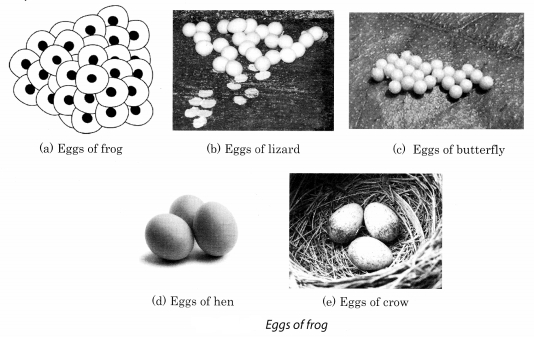 (a) Eggs of frog
(b) Eggs of lizard
(c) Eggs of butterfly
(d) Eggs of hen
(e) Eggs of crow
Eggs of frog